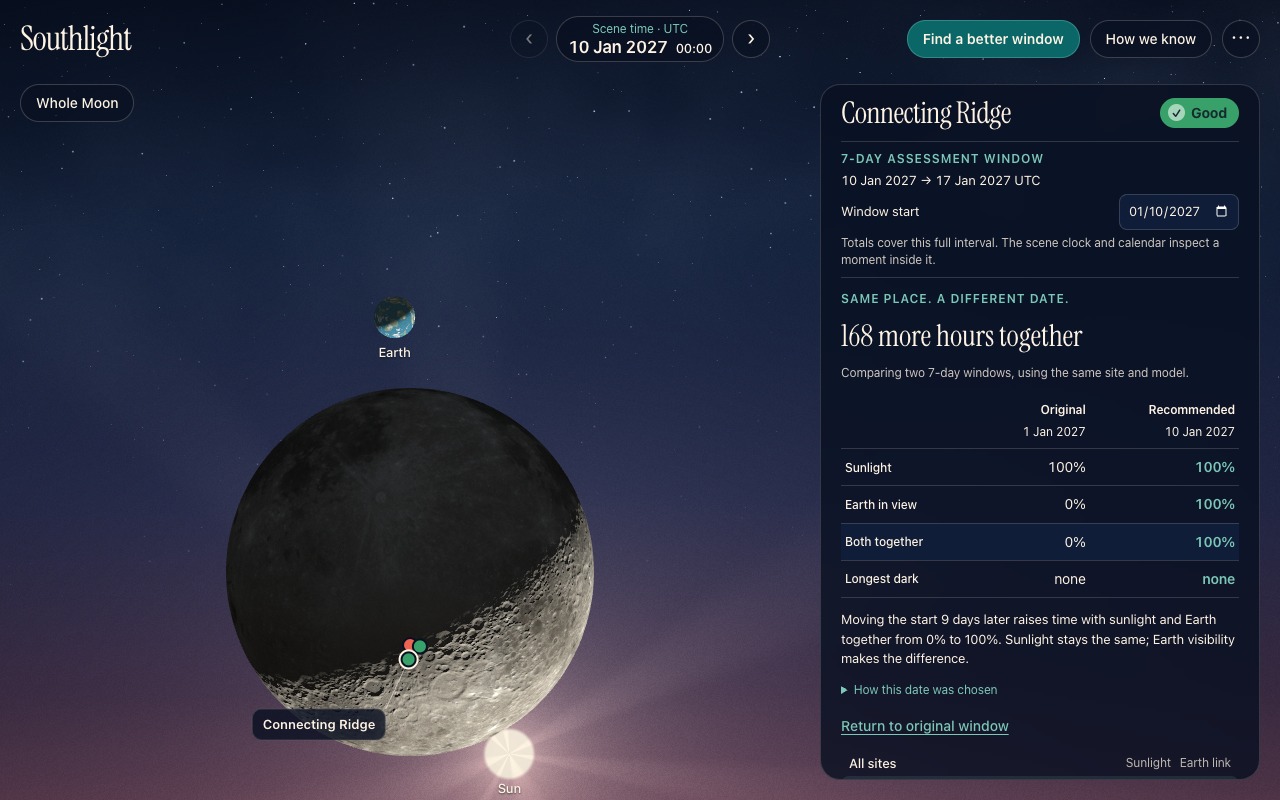 Southlight
Scene time · UTC
10 Jan 2027 00:00
Find a better window
How we know
Whole Moon
Connecting Ridge
Good
7-DAY ASSESSMENT WINDOW
10 Jan 2027 → 17 Jan 2027 UTC
Window start
01/10/2027
Totals cover this full interval. The scene clock and calendar inspect a
moment inside it.
SAME PLACE. A DIFFERENT DATE.
168 more hours together
Comparing two 7-day windows, using the same site and model.
Original Recommended
1 Jan 2027 10 Jan 2027
Sunlight 100% 100%
Earth in view 0% 100%
Both together 0% 100%
Longest dark none none
Moving the start 9 days later raises time with sunlight and Earth
together from 0% to 100%. Sunlight stays the same; Earth visibility
makes the difference.
How this date was chosen
Return to original window
All sites Sunlight Earth link
Earth
Connecting Ridge
Sun